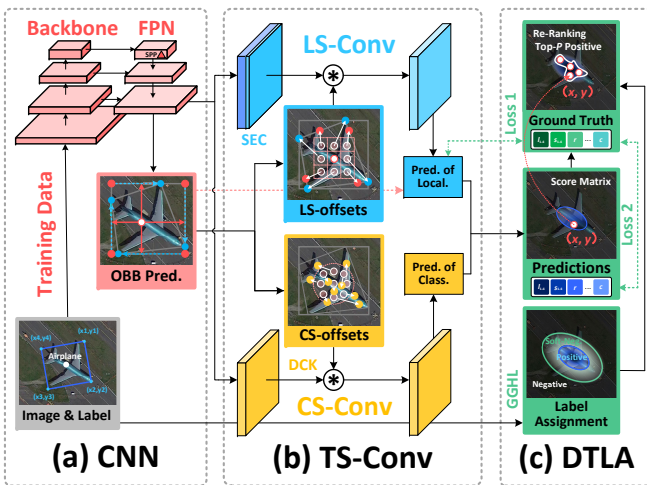 Backbone
FPN
SPP
Training Data
OBB Pred.
(x4,y4)
(x1,y1)
Airplane
(x3,y3)
(x2,y2)
Image & Label
(a) CNN
LS-Conv
SEC
LS-offsets
Pred. of
Local.
CS-offsets
Pred. of
Class.
DCK
CS-Conv
(b) TS-Conv
Re-Ranking
Top-P Positive
(x, y)
Ground Truth
Loss 1
Score Matrix
(x, y)
Predictions
Loss 2
Positive
Negative
GGHL
Label
Assignment
(c) DTLA